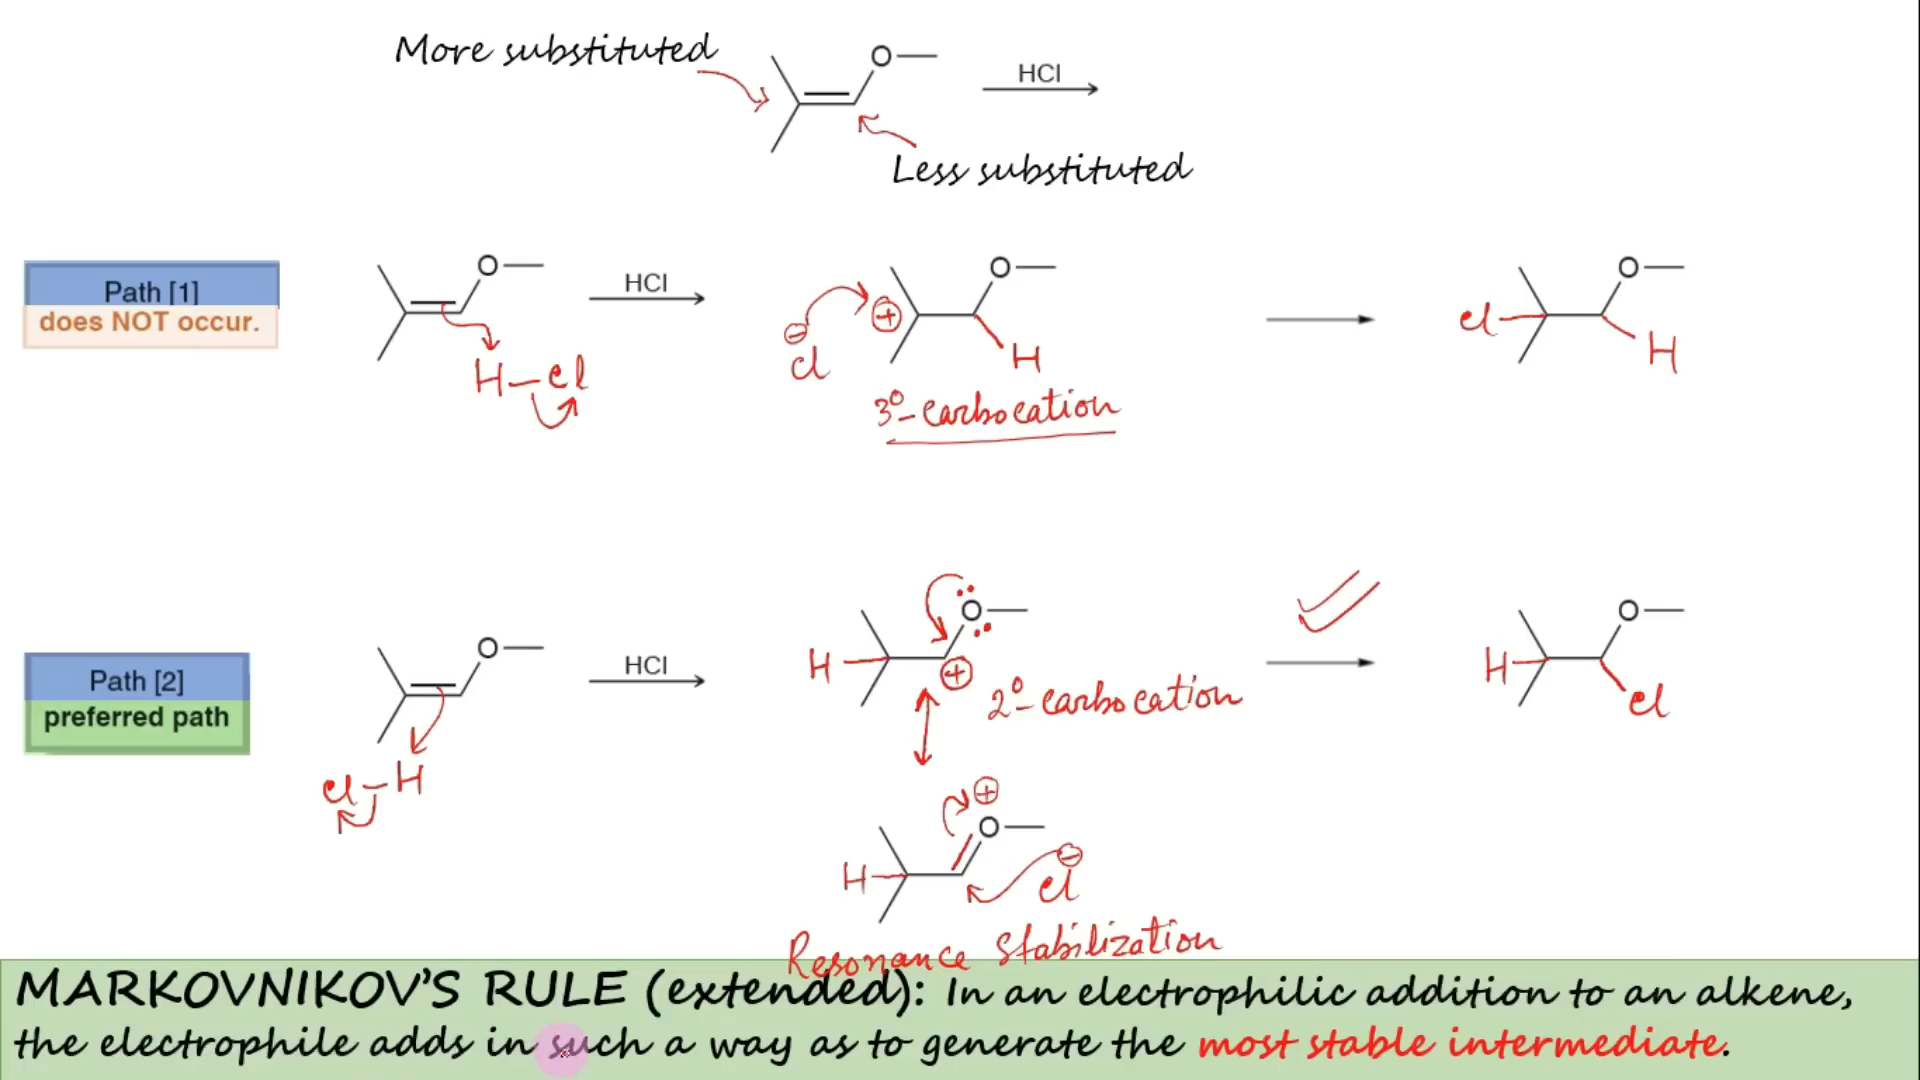 More substituted
O
HCl
Less substituted
Path [1]
does NOT occur.
O
HCl
H-Cl
⊖
Cl
⊕
O
H
3°-carbocation
O
Cl
H
Path [2]
preferred path
O
HCl
Cl-H
O
H
⊕
2°-carbocation
O
H
Cl
⊕
O
H
⊖
Cl
Resonance Stabilization
MARKOVNIKOV'S RULE (extended): In an electrophilic addition to an alkene,
the electrophile adds in such a way as to generate the most stable intermediate.